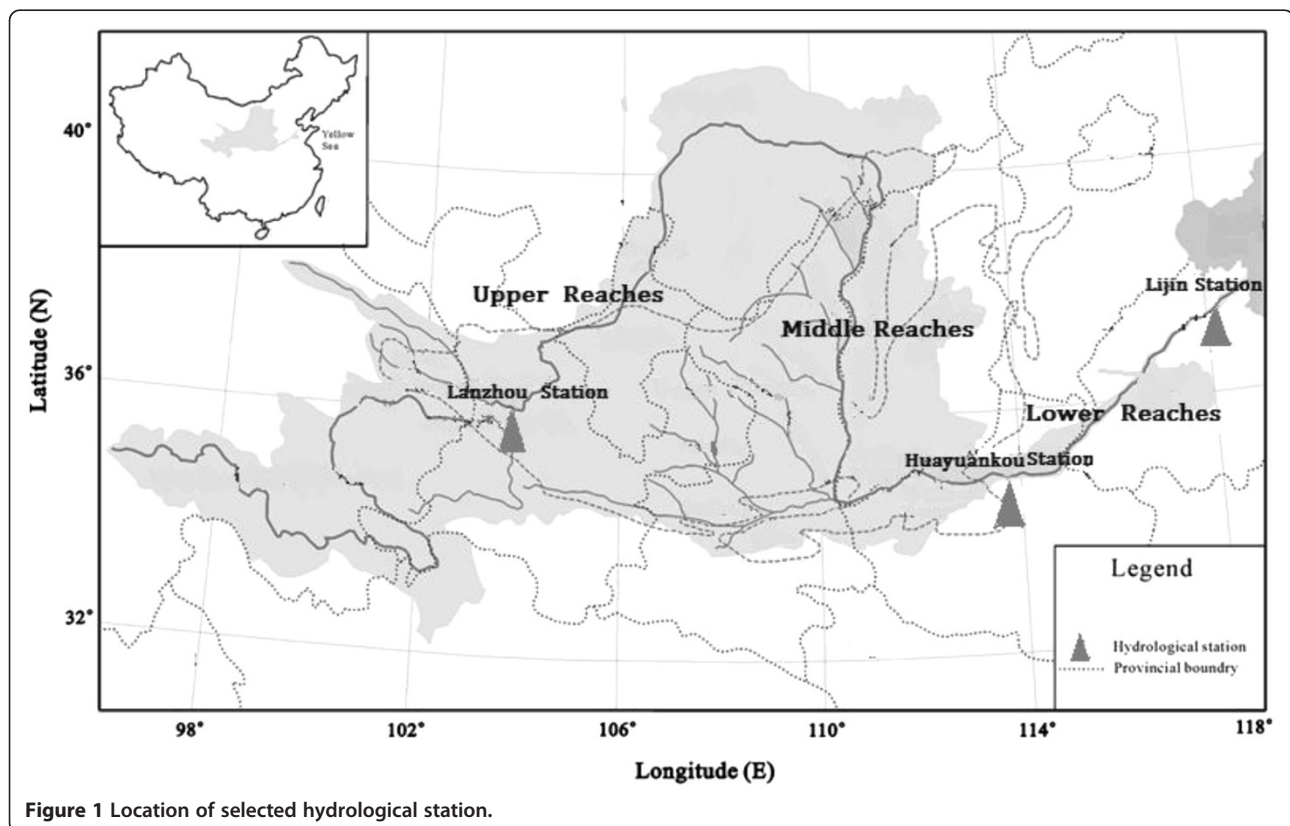 Yellow
Sea
40°
36°
32°
Latitude (N)
Upper Reaches
Middle Reaches
Lijin Station
Lanzhou Station
Lower Reaches
Huayuankou Station
Legend
Hydrological station
Provincial boundry
98°
102°
106°
110°
114°
118°
Longitude (E)
Figure 1 Location of selected hydrological station.